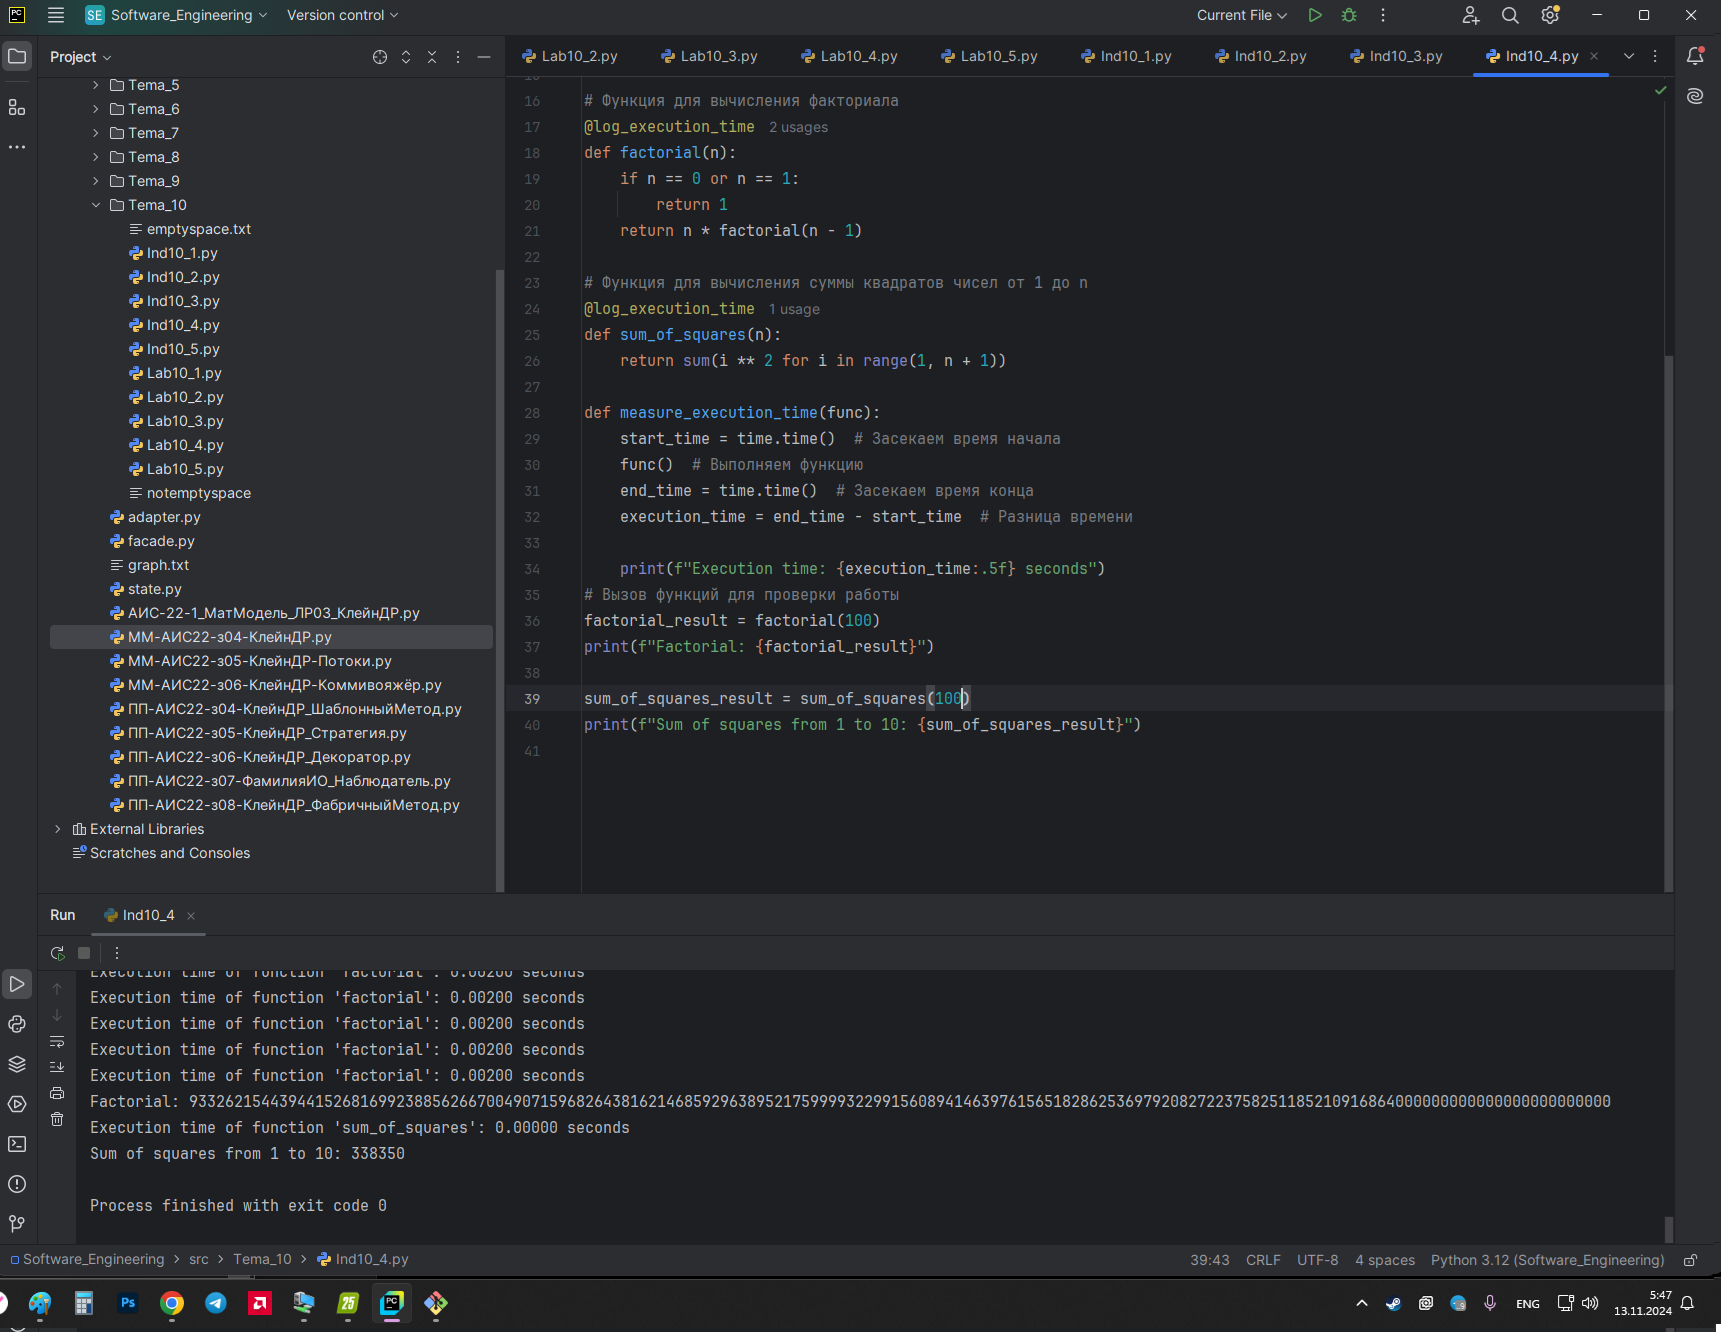 PC
SE Software_Engineering Version control Current File
Project
Lab10_2.py Lab10_3.py Lab10_4.py Lab10_5.py Ind10_1.py Ind10_2.py Ind10_3.py Ind10_4.py
Tema_5
Tema_6
Tema_7
Tema_8
Tema_9
Tema_10
emptyspace.txt
Ind10_1.py
Ind10_2.py
Ind10_3.py
Ind10_4.py
Ind10_5.py
Lab10_1.py
Lab10_2.py
Lab10_3.py
Lab10_4.py
Lab10_5.py
notemptyspace
adapter.py
facade.py
graph.txt
state.py
АИС-22-1_МатМодель_ЛР03_КлейнДР.py
ММ-АИС22-з04-КлейнДР.py
ММ-АИС22-з05-КлейнДР-Потоки.py
ММ-АИС22-з06-КлейнДР-Коммивояжёр.py
ПП-АИС22-з04-КлейнДР_ШаблонныйМетод.py
ПП-АИС22-з05-КлейнДР_Стратегия.py
ПП-АИС22-з06-КлейнДР_Декоратор.py
ПП-АИС22-з07-ФамилияИО_Наблюдатель.py
ПП-АИС22-з08-КлейнДР_ФабричныйМетод.py
External Libraries
Scratches and Consoles
16 # Функция для вычисления факториала
17 @log_execution_time 2 usages
18 def factorial(n):
19 if n == 0 or n == 1:
20 return 1
21 return n * factorial(n - 1)
22
23 # Функция для вычисления суммы квадратов чисел от 1 до n
24 @log_execution_time 1 usage
25 def sum_of_squares(n):
26 return sum(i ** 2 for i in range(1, n + 1))
27
28 def measure_execution_time(func):
29 start_time = time.time() # Засекаем время начала
30 func() # Выполняем функцию
31 end_time = time.time() # Засекаем время конца
32 execution_time = end_time - start_time # Разница времени
33
34 print(f"Execution time: {execution_time:.5f} seconds")
35 # Вызов функций для проверки работы
36 factorial_result = factorial(100)
37 print(f"Factorial: {factorial_result}")
38
39 sum_of_squares_result = sum_of_squares(100)
40 print(f"Sum of squares from 1 to 10: {sum_of_squares_result}")
41
Run Ind10_4
Execution time of function 'factorial': 0.00200 seconds
Execution time of function 'factorial': 0.00200 seconds
Execution time of function 'factorial': 0.00200 seconds
Execution time of function 'factorial': 0.00200 seconds
Execution time of function 'factorial': 0.00200 seconds
Factorial: 93326215443944152681699238856266700490715968264381621468592963895217599993229915608941463976156518286253697920827223758251185210916864000000000000000000000000
Execution time of function 'sum_of_squares': 0.00000 seconds
Sum of squares from 1 to 10: 338350
Process finished with exit code 0
Software_Engineering > src > Tema_10 > Ind10_4.py 39:43 CRLF UTF-8 4 spaces Python 3.12 (Software_Engineering)
Ps 25 PC ENG 5:47
13.11.2024